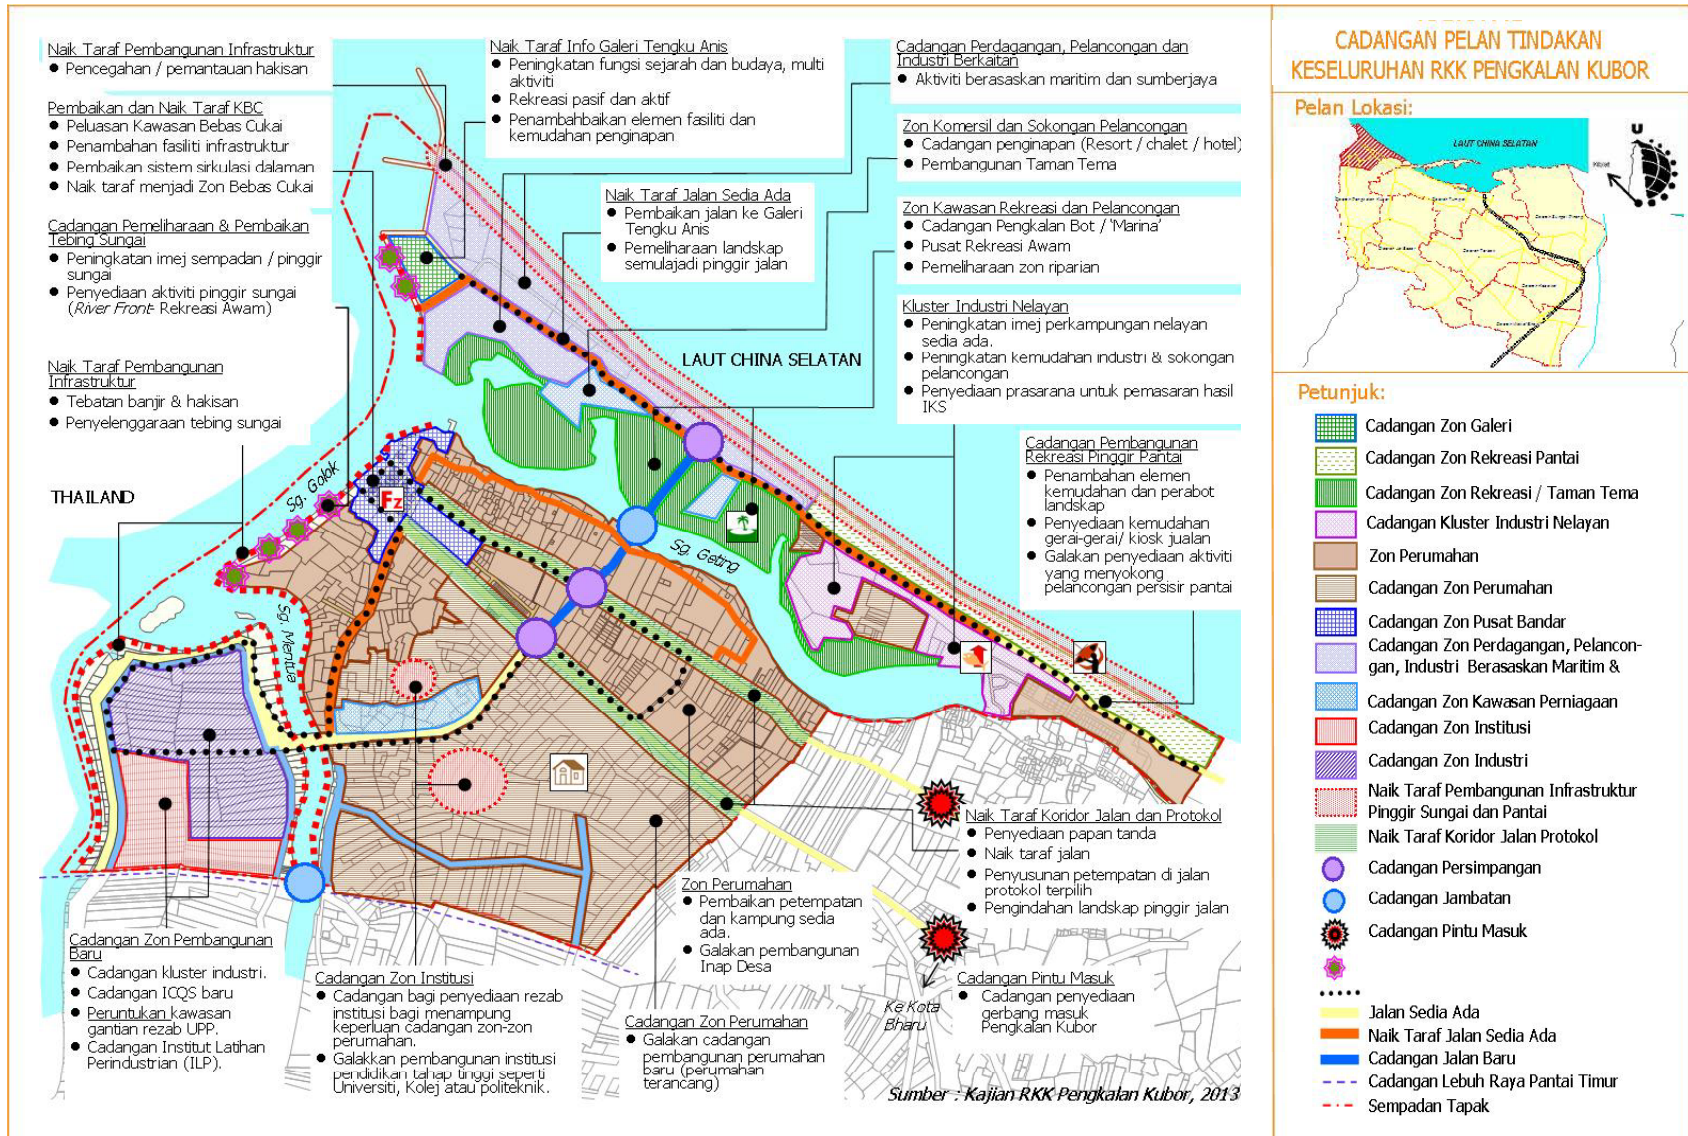 Naik Taraf Pembangunan Infrastruktur
● Pencegahan / pemantauan hakisan
Pembaikan dan Naik Taraf KBC
● Peluasan Kawasan Bebas Cukai
● Penambahan fasiliti infrastruktur
● Pembaikan sistem sirkulasi dalaman
● Naik taraf menjadi Zon Bebas Cukai
Cadangan Pemeliharaan & Pembaikan
Tebing Sungai
● Peningkatan imej sempadan / pinggir
sungai
● Penyediaan aktiviti pinggir sungai
(River Front- Rekreasi Awam)
Naik Taraf Pembangunan
Infrastruktur
● Tebatan banjir & hakisan
● Penyelenggaraan tebing sungai
Naik Taraf Info Galeri Tengku Anis
● Peningkatan fungsi sejarah dan budaya, multi
aktiviti
● Rekreasi pasif dan aktif
● Penambahbaikan elemen fasiliti dan
kemudahan penginapan
Naik Taraf Jalan Sedia Ada
● Pembaikan jalan ke Galeri
Tengku Anis
● Pemeliharaan landskap
semulajadi pinggir jalan
Cadangan Perdagangan, Pelancongan dan
Industri Berkaitan
● Aktiviti berasaskan maritim dan sumberjaya
Zon Komersil dan Sokongan Pelancongan
● Cadangan penginapan (Resort / chalet / hotel)
● Pembangunan Taman Tema
Zon Kawasan Rekreasi dan Pelancongan
● Cadangan Pengkalan Bot / 'Marina'
● Pusat Rekreasi Awam
● Pemeliharaan zon riparian
Kluster Industri Nelayan
● Peningkatan imej perkampungan nelayan
sedia ada.
● Peningkatan kemudahan industri & sokongan
pelancongan
● Penyediaan prasarana untuk pemasaran hasil
IKS
Cadangan Pembangunan
Rekreasi Pinggir Pantai
● Penambahan elemen
kemudahan dan perabot
landskap
● Penyediaan kemudahan
gerai-gerai/ kiosk jualan
● Galakan penyediaan aktiviti
yang menyokong
pelancongan persisir pantai
LAUT CHINA SELATAN
THAILAND
Sg. Golok
Fz
Sg. Geting
Sg. Mentua
Naik Taraf Koridor Jalan dan Protokol
● Penyediaan papan tanda
● Naik taraf jalan
● Penyusunan petempatan di jalan
protokol terpilih
● Pengindahan landskap pinggir jalan
Zon Perumahan
● Pembaikan petempatan
dan kampung sedia
ada.
● Galakan pembangunan
Inap Desa
Cadangan Zon Pembangunan
Baru
● Cadangan kluster industri.
● Cadangan ICQS baru
● Peruntukan kawasan
gantian rezab UPP.
● Cadangan Institut Latihan
Perindustrian (ILP).
Cadangan Zon Institusi
● Cadangan bagi penyediaan rezab
institusi bagi menampung
keperluan cadangan zon-zon
perumahan.
● Galakkan pembangunan institusi
pendidikan tahap tinggi seperti
Universiti, Kolej atau politeknik.
Cadangan Zon Perumahan
● Galakan cadangan
pembangunan perumahan
baru (perumahan
terancang)
Ke Kota
Bharu
Cadangan Pintu Masuk
● Cadangan penyediaan
gerbang masuk
Pengkalan Kubor
Sumber : Kajian RKK Pengkalan Kubor, 2013
CADANGAN PELAN TINDAKAN
KESELURUHAN RKK PENGKALAN KUBOR
Pelan Lokasi:
LAUT CHINA SELATAN
U
Petunjuk:
Cadangan Zon Galeri
Cadangan Zon Rekreasi Pantai
Cadangan Zon Rekreasi / Taman Tema
Cadangan Kluster Industri Nelayan
Zon Perumahan
Cadangan Zon Perumahan
Cadangan Zon Pusat Bandar
Cadangan Zon Perdagangan, Pelancon-
gan, Industri Berasaskan Maritim &
Cadangan Zon Kawasan Perniagaan
Cadangan Zon Institusi
Cadangan Zon Industri
Naik Taraf Pembangunan Infrastruktur
Pinggir Sungai dan Pantai
Naik Taraf Koridor Jalan Protokol
Cadangan Persimpangan
Cadangan Jambatan
Cadangan Pintu Masuk
Jalan Sedia Ada
Naik Taraf Jalan Sedia Ada
Cadangan Jalan Baru
Cadangan Lebuh Raya Pantai Timur
Sempadan Tapak